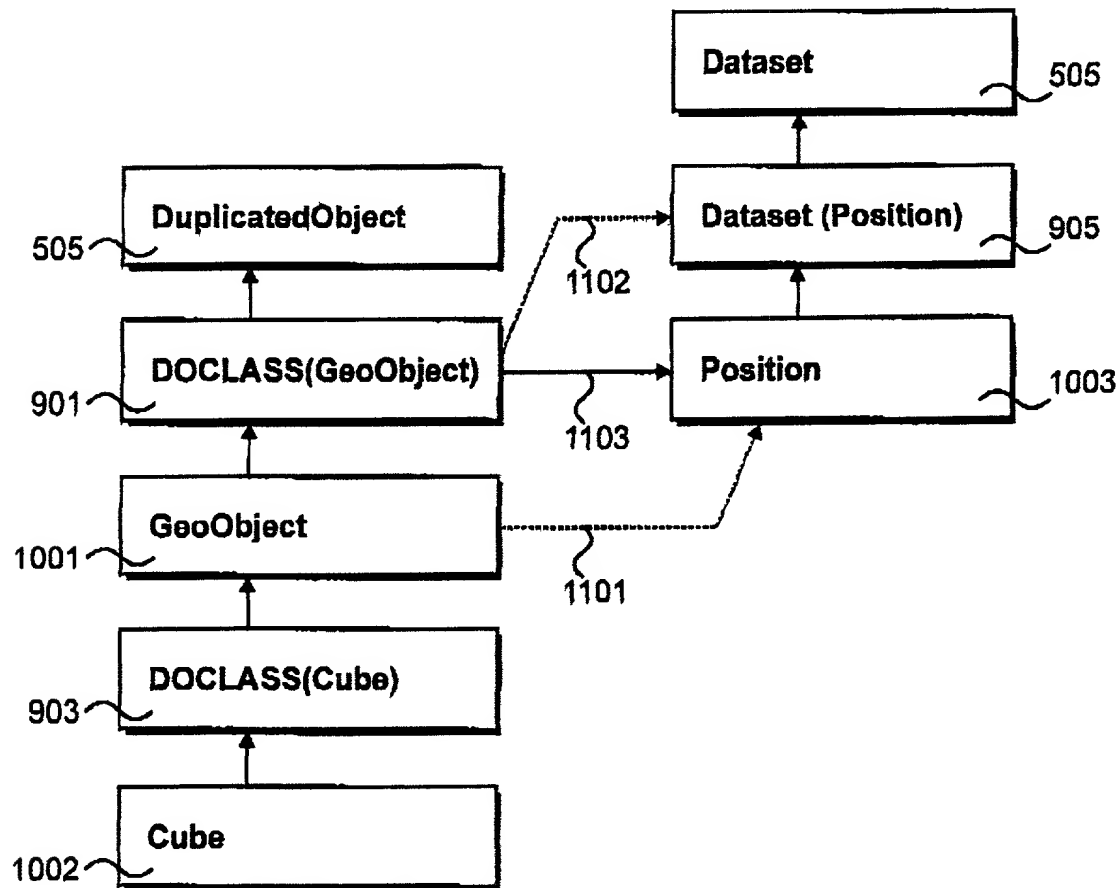 Dataset
505
DuplicatedObject
505
Dataset (Position)
905
1102
DOCLASS(GeoObject)
901
1103
Position
1003
GeoObject
1001
1101
DOCLASS(Cube)
903
Cube
1002